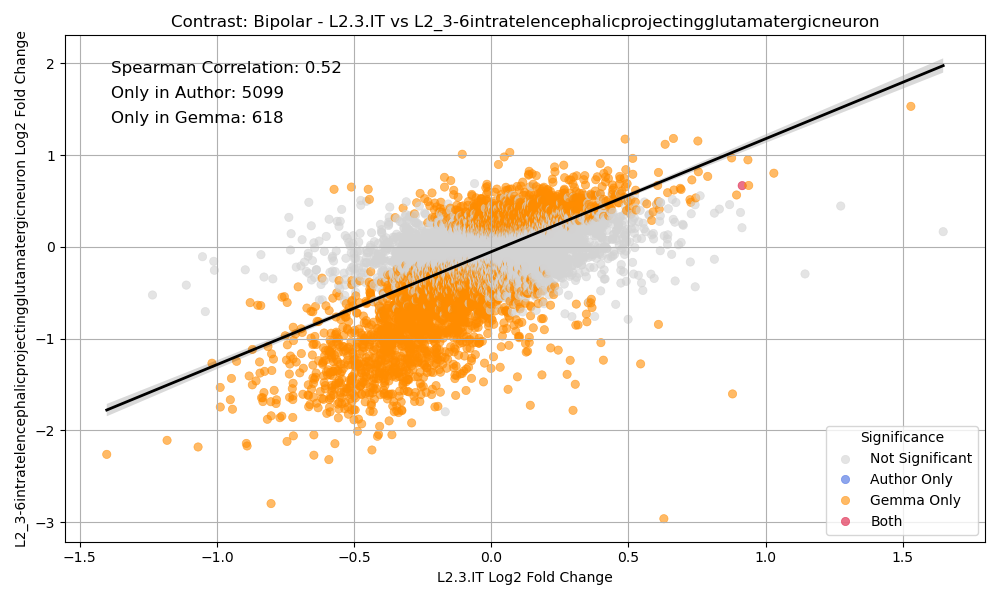 Contrast: Bipolar - L2.3.IT vs L2_3-6intratelencephalicprojectingglutamatergicneuron
L2_3-6intratelencephalicprojectingglutamatergicneuron Log2 Fold Change
Spearman Correlation: 0.52
Only in Author: 5099
Only in Gemma: 618
2
1
0
−1
−2
−3
Significance
Not Significant
Author Only
Gemma Only
Both
−1.5
−1.0
−0.5
0.0
0.5
1.0
1.5
L2.3.IT Log2 Fold Change